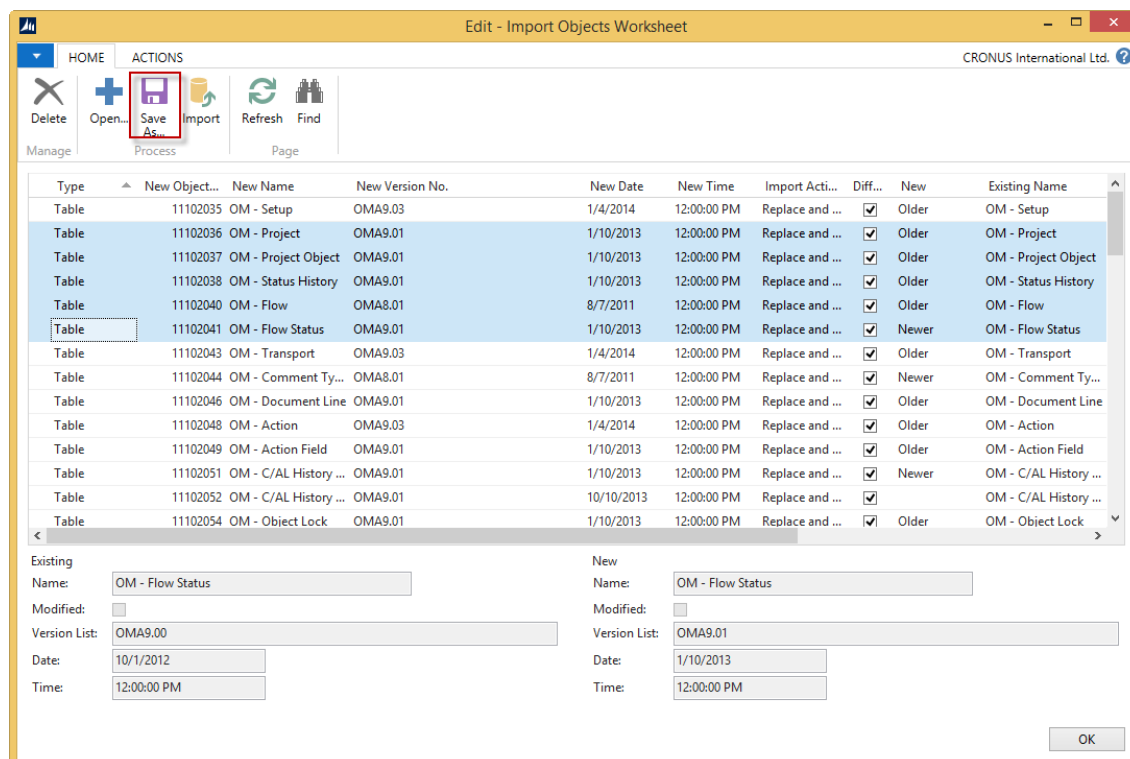 Edit - Import Objects Worksheet
HOME ACTIONS CRONUS International Ltd.
Delete Open... Save As... Import Refresh Find
Manage Process Page
Type New Object... New Name New Version No. New Date New Time Import Acti... Diff... New Existing Name
Table 11102035 OM - Setup OMA9.03 1/4/2014 12:00:00 PM Replace and ... Older OM - Setup
Table 11102036 OM - Project OMA9.01 1/10/2013 12:00:00 PM Replace and ... Older OM - Project
Table 11102037 OM - Project Object OMA9.01 1/10/2013 12:00:00 PM Replace and ... Older OM - Project Object
Table 11102038 OM - Status History OMA9.01 1/10/2013 12:00:00 PM Replace and ... Older OM - Status History
Table 11102040 OM - Flow OMA8.01 8/7/2011 12:00:00 PM Replace and ... Older OM - Flow
Table 11102041 OM - Flow Status OMA9.01 1/10/2013 12:00:00 PM Replace and ... Newer OM - Flow Status
Table 11102043 OM - Transport OMA9.03 1/4/2014 12:00:00 PM Replace and ... Older OM - Transport
Table 11102044 OM - Comment Ty... OMA8.01 8/7/2011 12:00:00 PM Replace and ... Newer OM - Comment Ty...
Table 11102046 OM - Document Line OMA9.01 1/10/2013 12:00:00 PM Replace and ... Older OM - Document Line
Table 11102048 OM - Action OMA9.03 1/4/2014 12:00:00 PM Replace and ... Older OM - Action
Table 11102049 OM - Action Field OMA9.01 1/10/2013 12:00:00 PM Replace and ... Older OM - Action Field
Table 11102051 OM - C/AL History ... OMA9.01 1/10/2013 12:00:00 PM Replace and ... Newer OM - C/AL History ...
Table 11102052 OM - C/AL History ... OMA9.01 10/10/2013 12:00:00 PM Replace and ... OM - C/AL History ...
Table 11102054 OM - Object Lock OMA9.01 1/10/2013 12:00:00 PM Replace and ... Older OM - Object Lock
Existing New
Name: OM - Flow Status Name: OM - Flow Status
Modified: Modified:
Version List: OMA9.00 Version List: OMA9.01
Date: 10/1/2012 Date: 1/10/2013
Time: 12:00:00 PM Time: 12:00:00 PM
OK